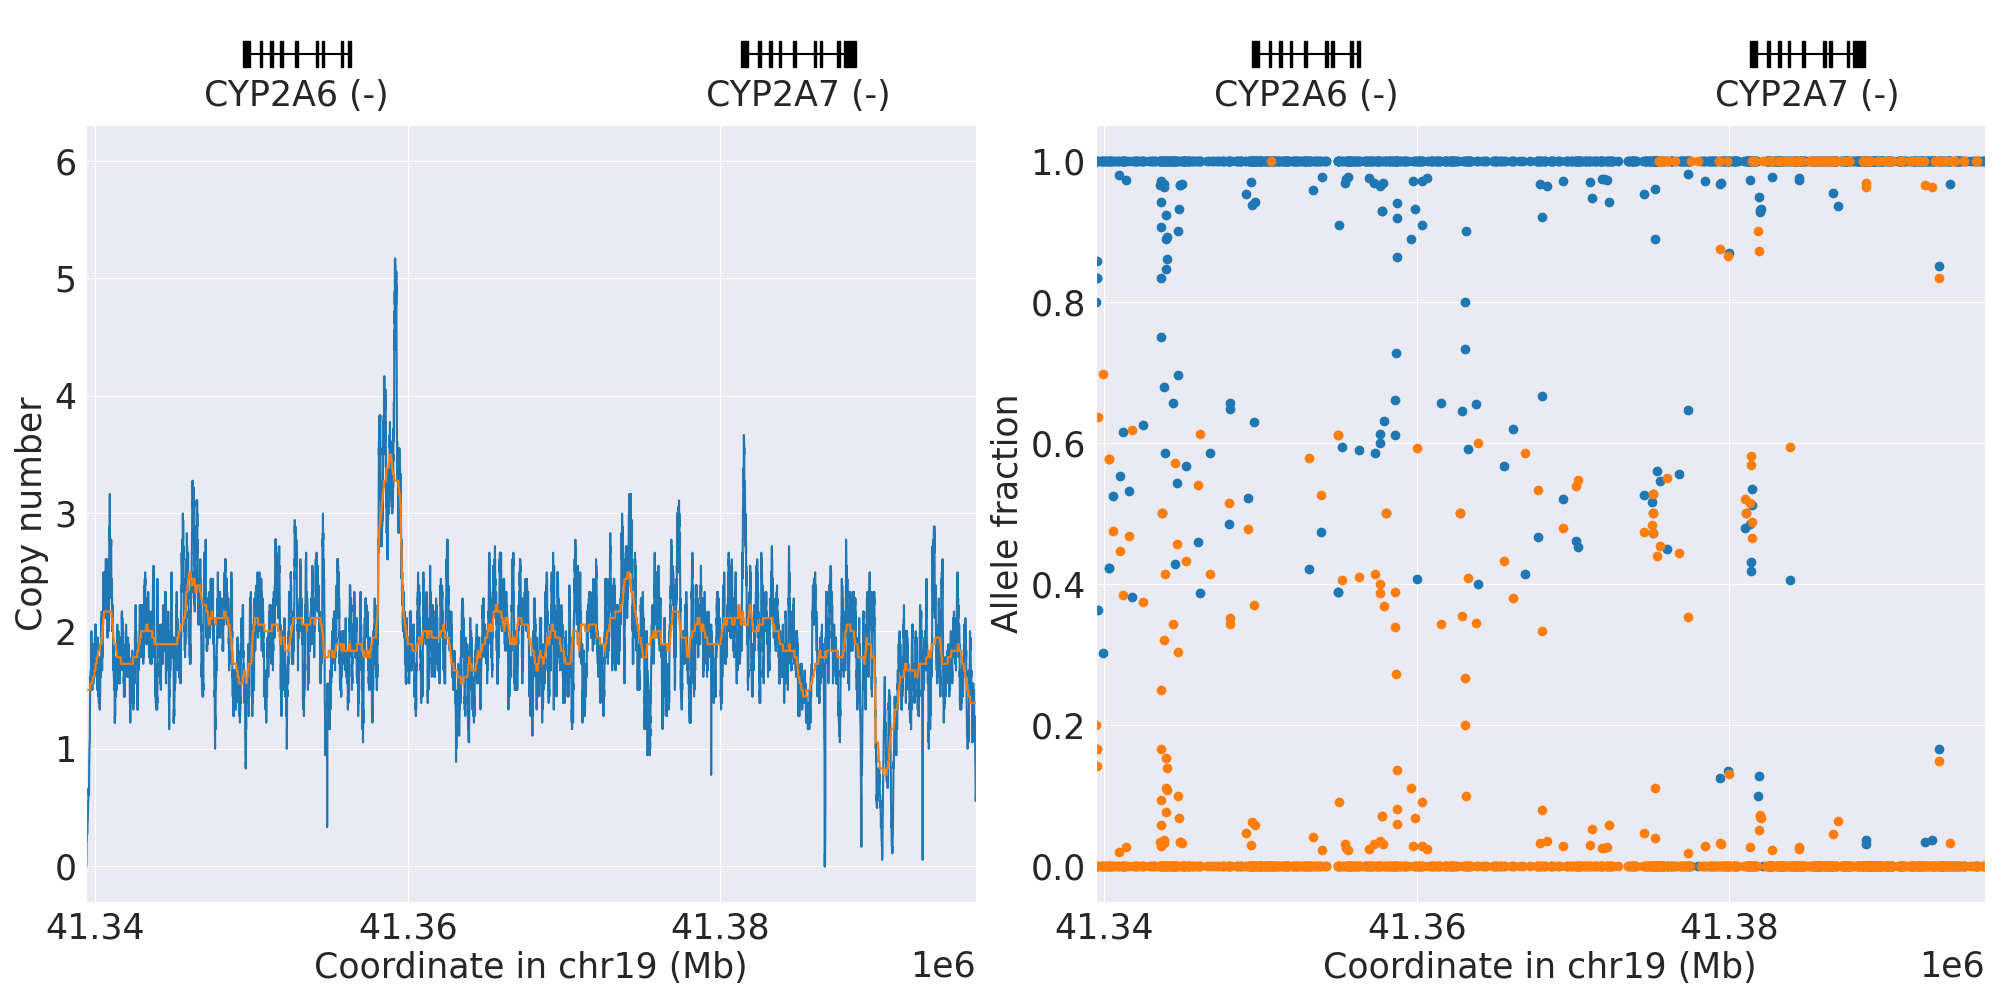 CYP2A6 (-)
CYP2A7 (-)
6
5
4
3
2
1
0
Copy number
41.34
41.36
41.38
Coordinate in chr19 (Mb)
1e6
CYP2A6 (-)
CYP2A7 (-)
1.0
0.8
0.6
0.4
0.2
0.0
Allele fraction
41.34
41.36
41.38
Coordinate in chr19 (Mb)
1e6